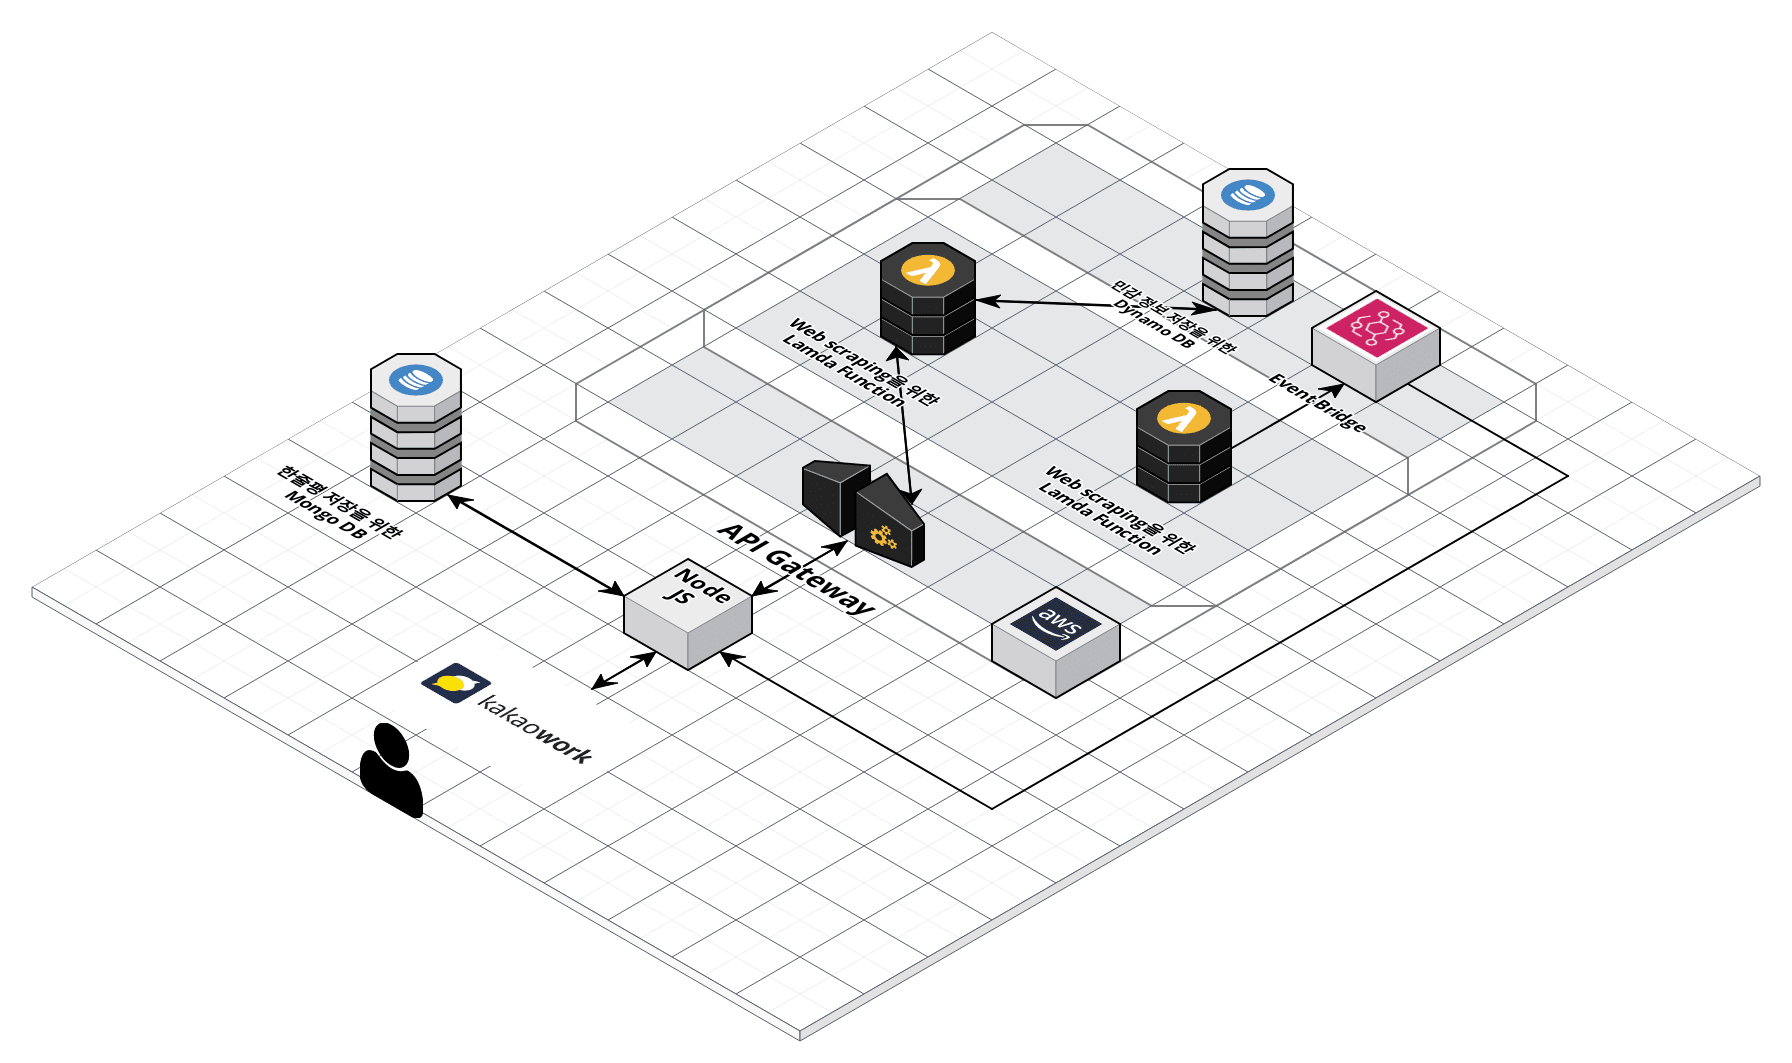 민감 정보 저장을 위한
Dynamo DB
Web scraping을 위한
Lamda Function
Event Bridge
Web scraping을 위한
Lamda Function
한줄평 저장을 위한
Mongo DB
API Gateway
Node
JS
aws
kakaowork